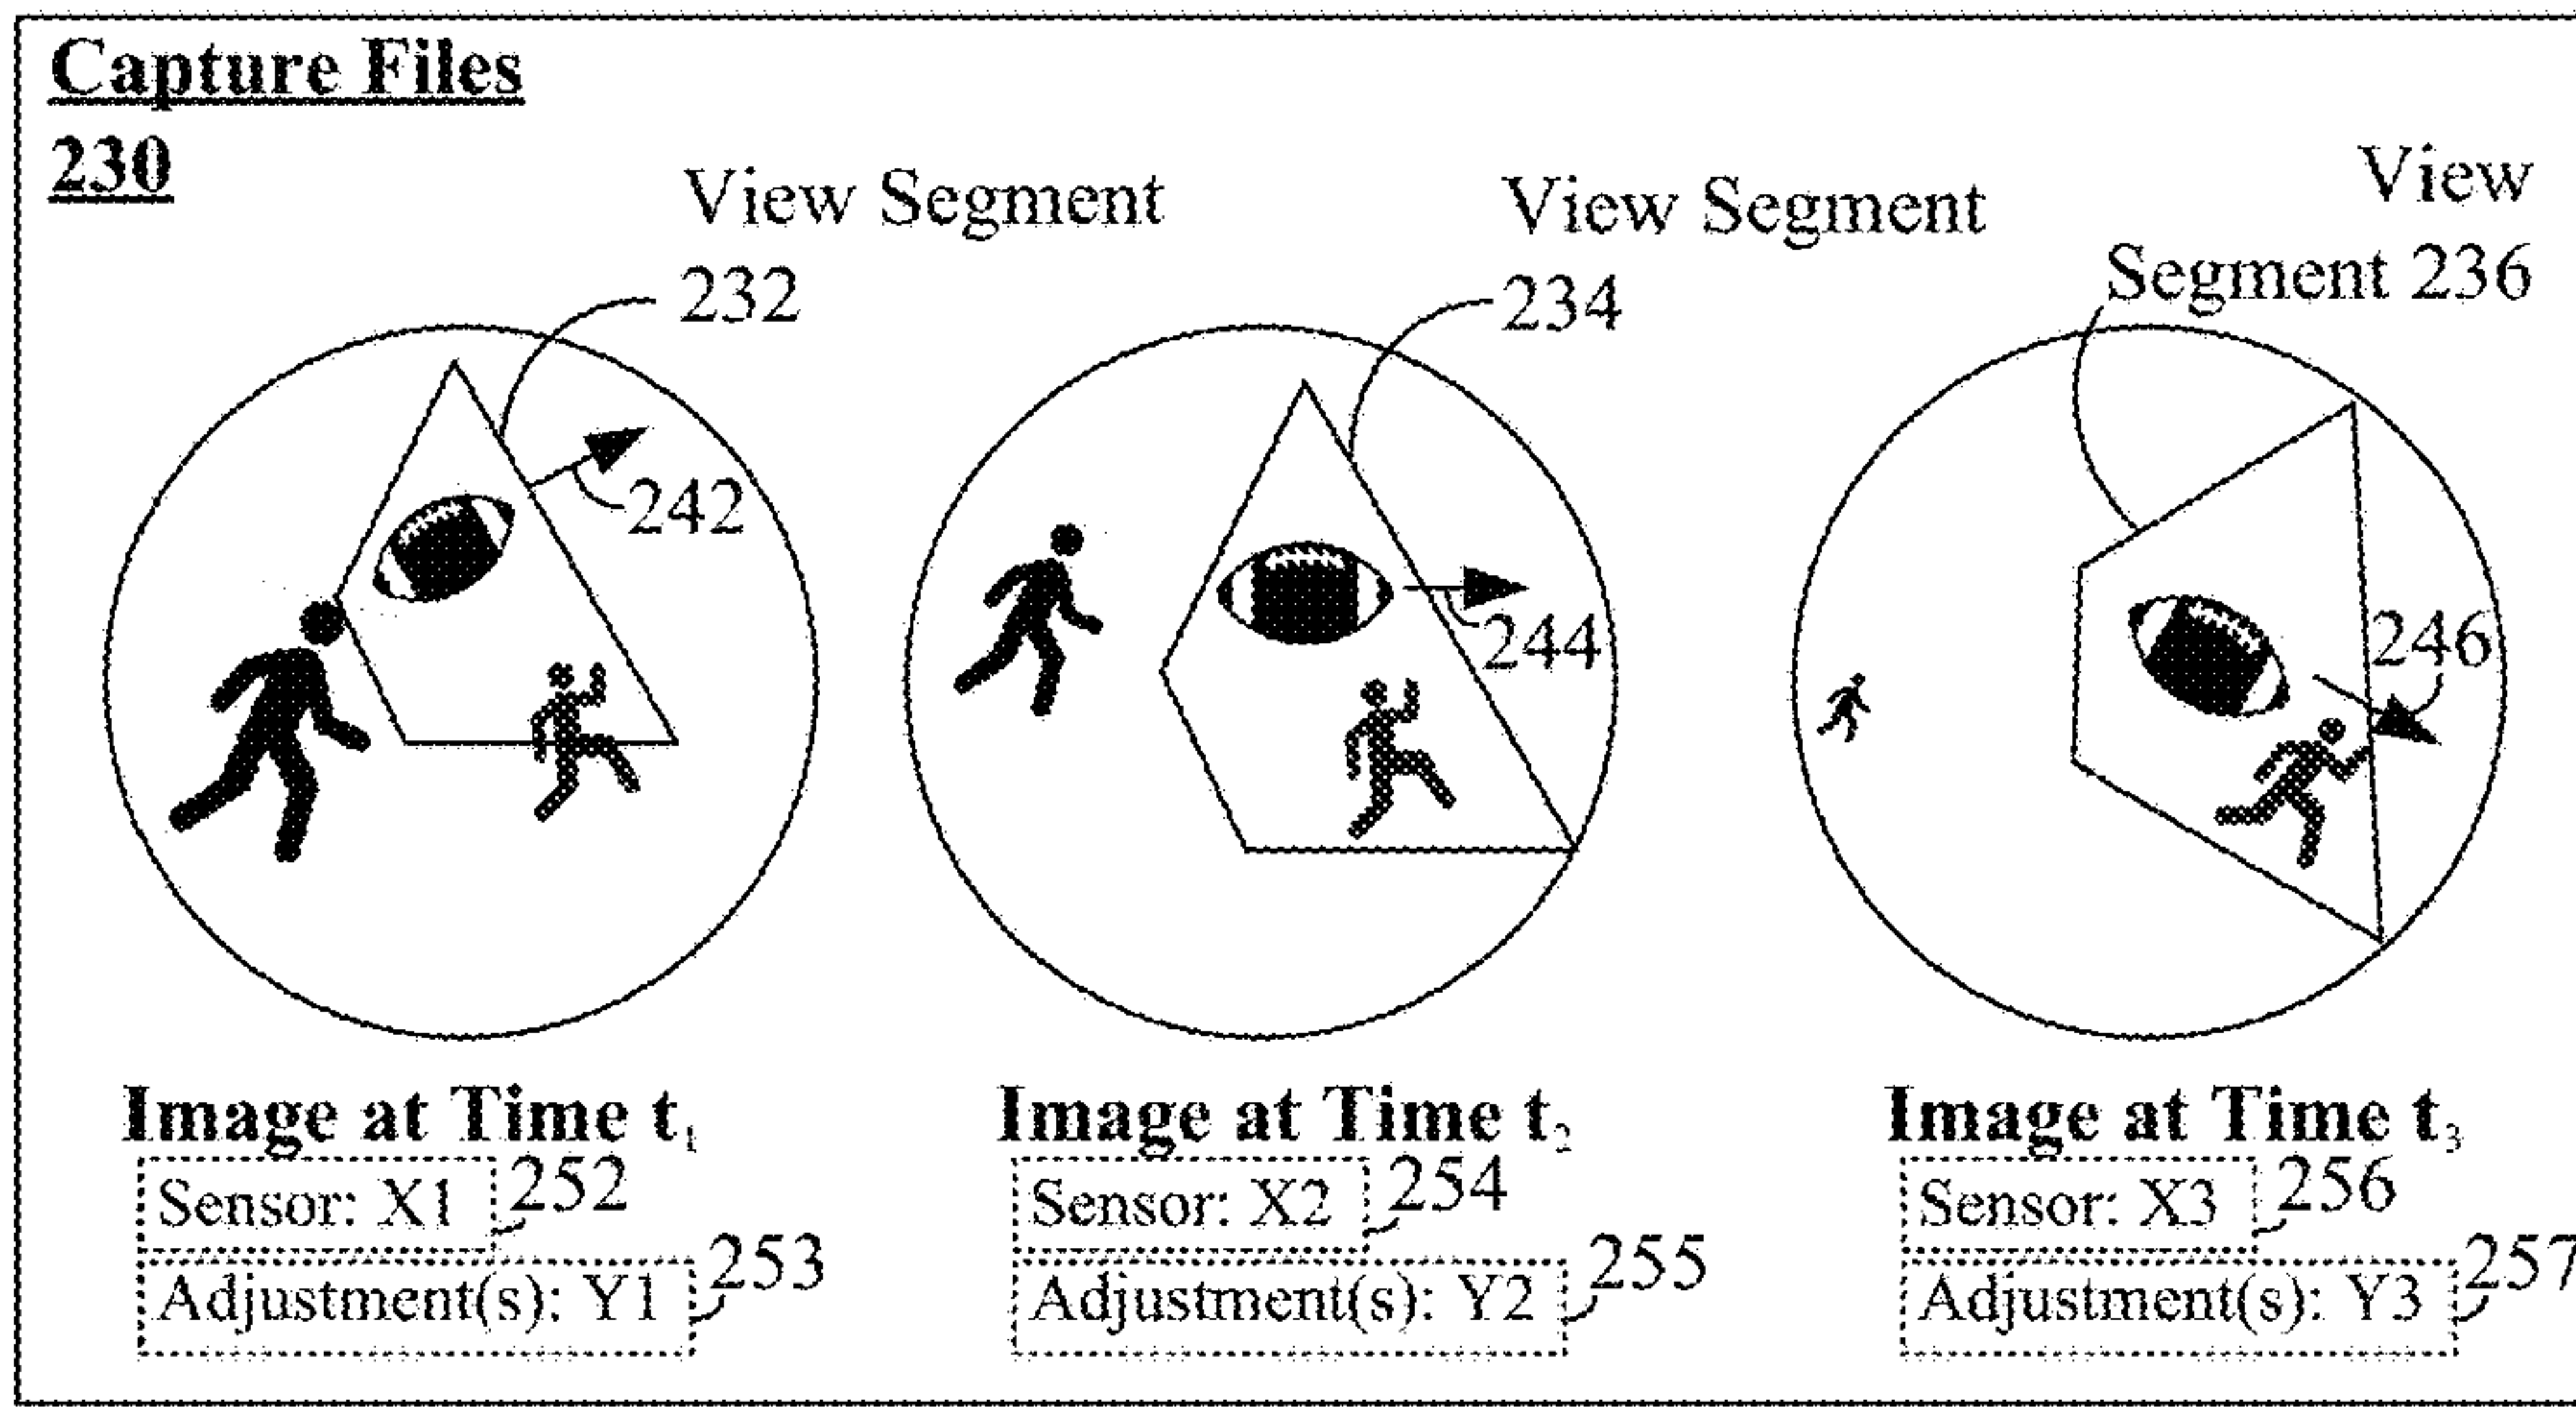 Capture Files
230
View Segment
232
View Segment
234
View
Segment 236
242
244
246
Image at Time t₁
Image at Time t₂
Image at Time t₃
Sensor: X1
252
Sensor: X2
254
Sensor: X3
256
Adjustment(s): Y1
253
Adjustment(s): Y2
255
Adjustment(s): Y3
257